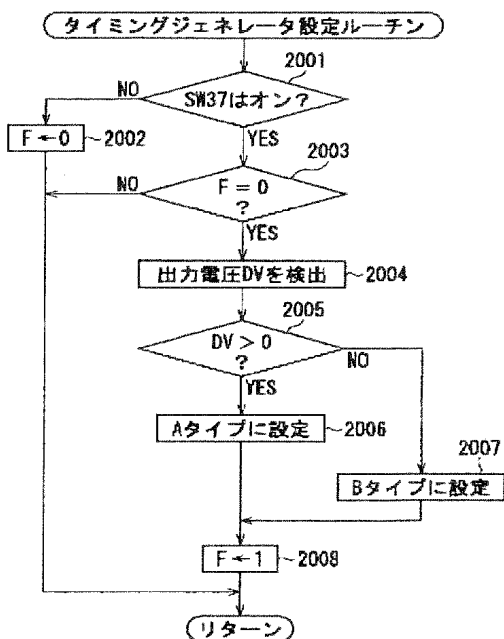 タイミングジェネレータ設定ルーチン
2001
SW37はオン?
NO
YES
F←0
2002
2003
F=0
?
NO
YES
出力電圧DVを検出
2004
2005
DV>0
?
NO
YES
Aタイプに設定
2006
2007
Bタイプに設定
F←1
2008
リターン